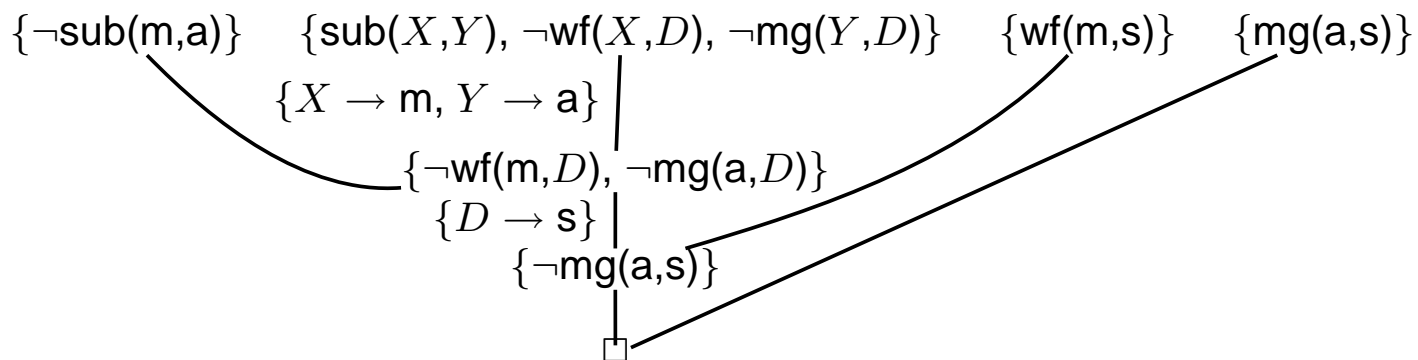 {¬sub(m,a)} {sub(X,Y), ¬wf(X,D), ¬mg(Y,D)} {wf(m,s)} {mg(a,s)}
{X → m, Y → a}
{¬wf(m,D), ¬mg(a,D)}
{D → s}
{¬mg(a,s)}
□